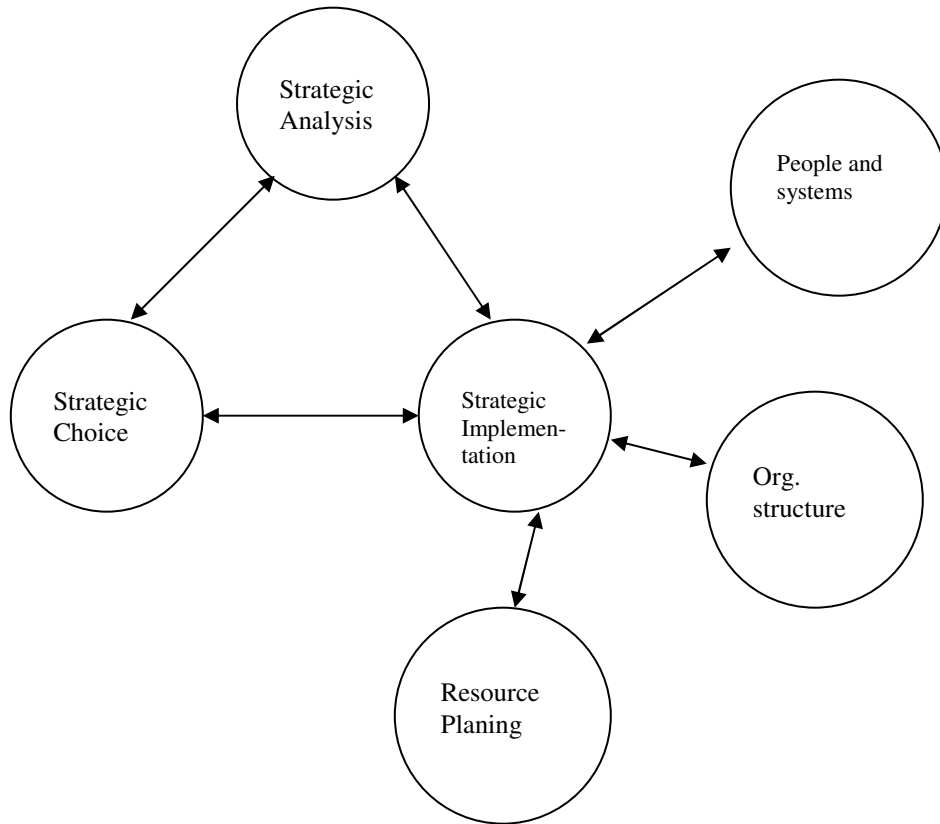 Strategic
Analysis
People and
systems
Strategic
Choice
Strategic
Implemen-
tation
Org.
structure
Resource
Planing